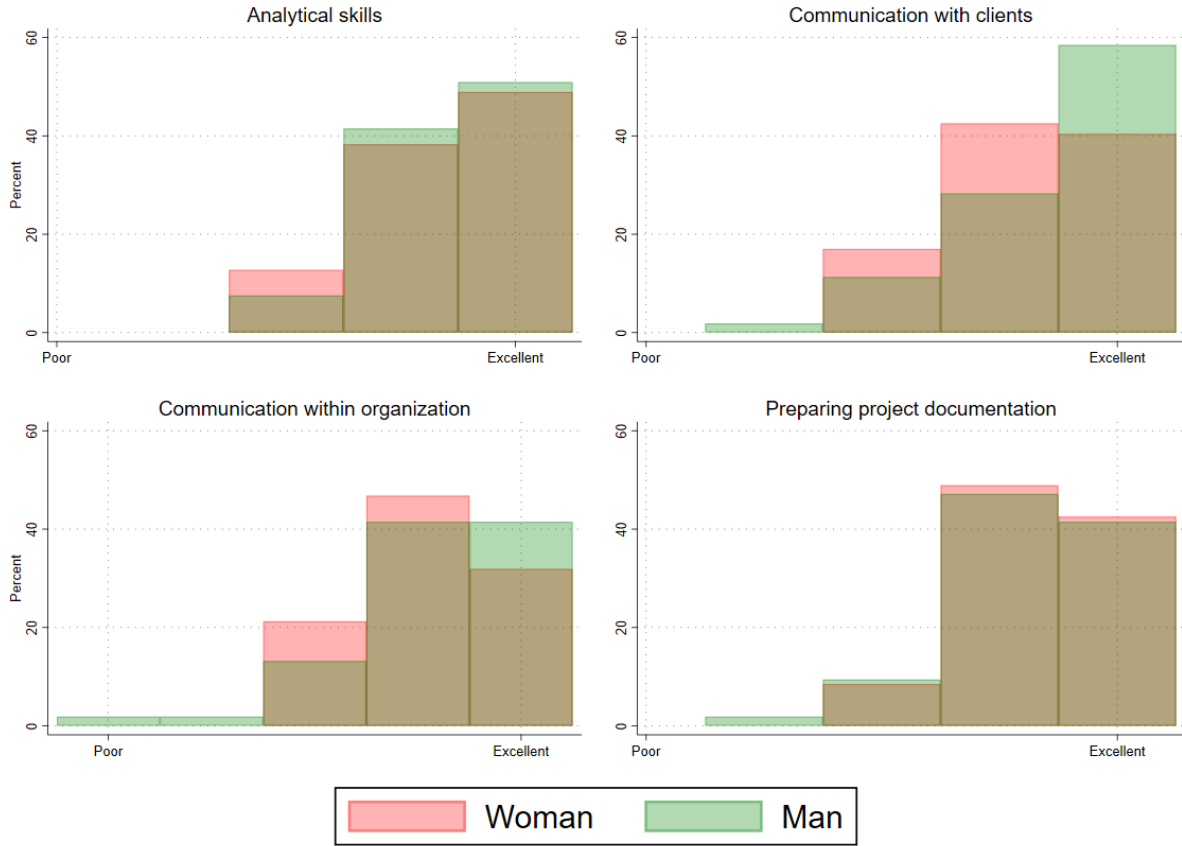 Analytical skills
Communication with clients
60
40
20
0
Percent
Poor
Excellent
60
40
20
0
Poor
Excellent
Communication within organization
Preparing project documentation
60
40
20
0
Percent
Poor
Excellent
60
40
20
0
Poor
Excellent
Woman
Man